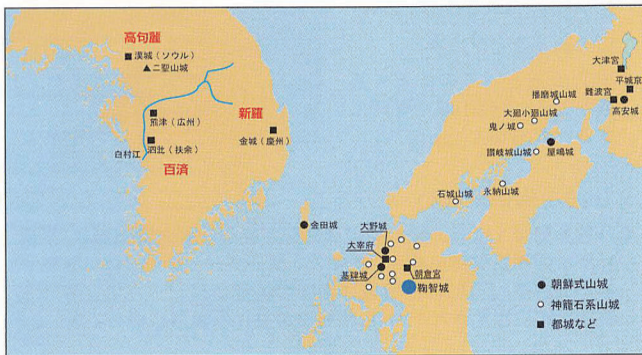 高句麗
漢城(ソウル)
二聖山城
新羅
熊津(広州)
金城(慶州)
泗沘(扶余)
白村江
百済
大津宮
平城京
難波宮
高安城
播磨城山城
大廻小廻山城
鬼ノ城
讃岐城山城
屋嶋城
永納山城
石城山城
金田城
大野城
大宰府
基肄城
朝倉宮
鞠智城
朝鮮式山城
神籠石系山城
都城など